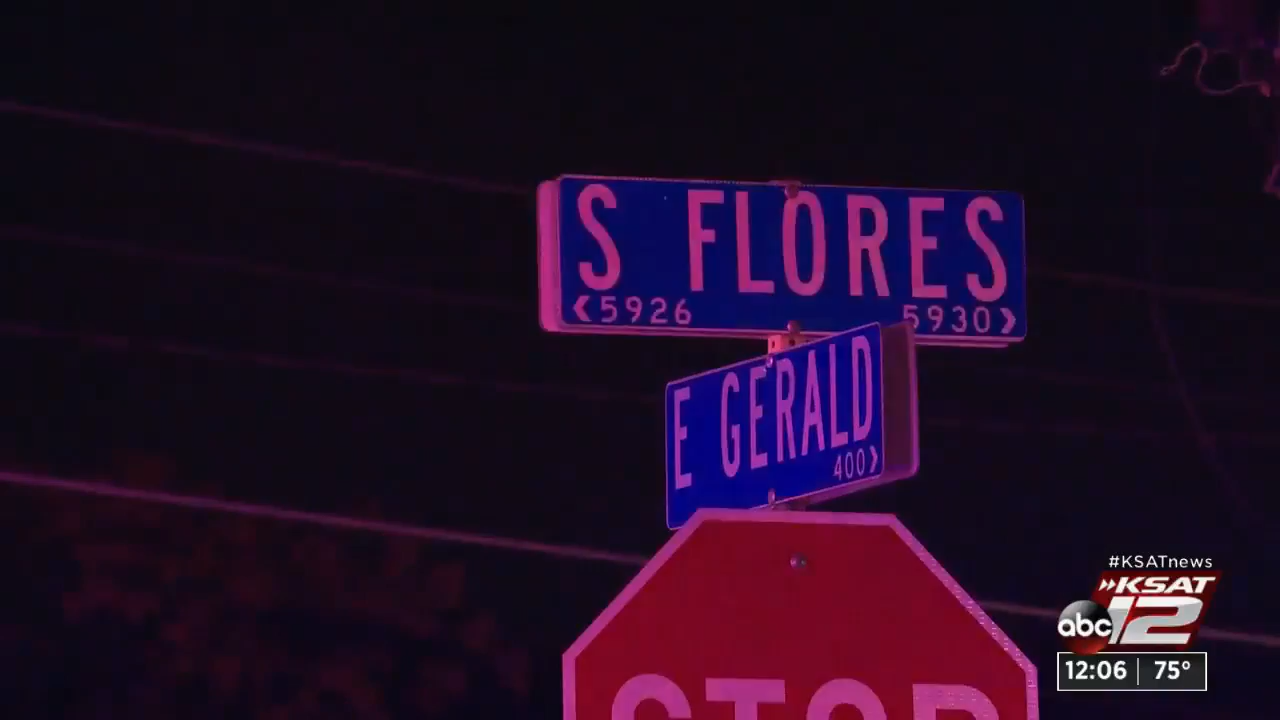 S FLORES
<5926 5930>
E GERALD
400>
STOP
#KSATnews
KSAT
abc 12
12:06 75°